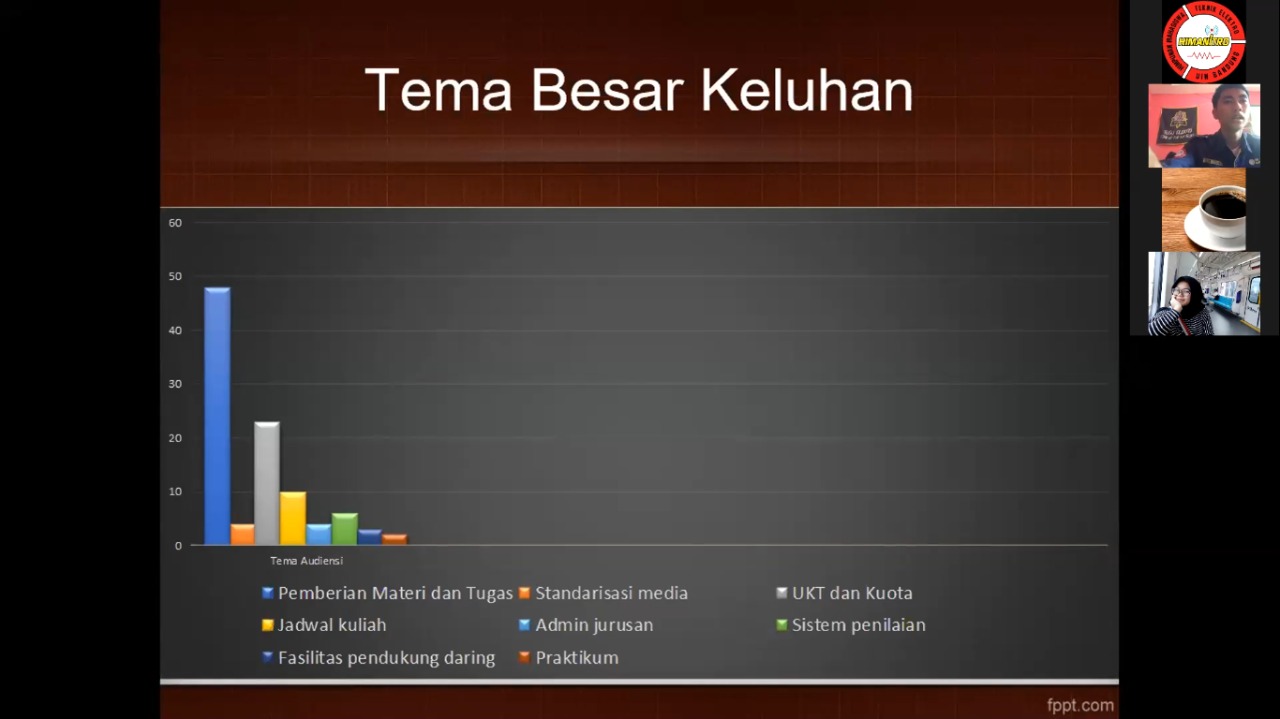 Tema Besar Keluhan
60
50
40
30
20
10
0
Tema Audiensi
Pemberian Materi dan Tugas
Standarisasi media
UKT dan Kuota
Jadwal kuliah
Admin jurusan
Sistem penilaian
Fasilitas pendukung daring
Praktikum
fppt.com
TEKNIK ELEKTRO
UIN BANDUNG